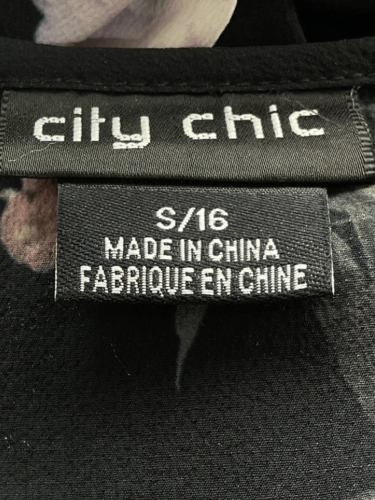 city chic
S/16
MADE IN CHINA
FABRIQUE EN CHINE